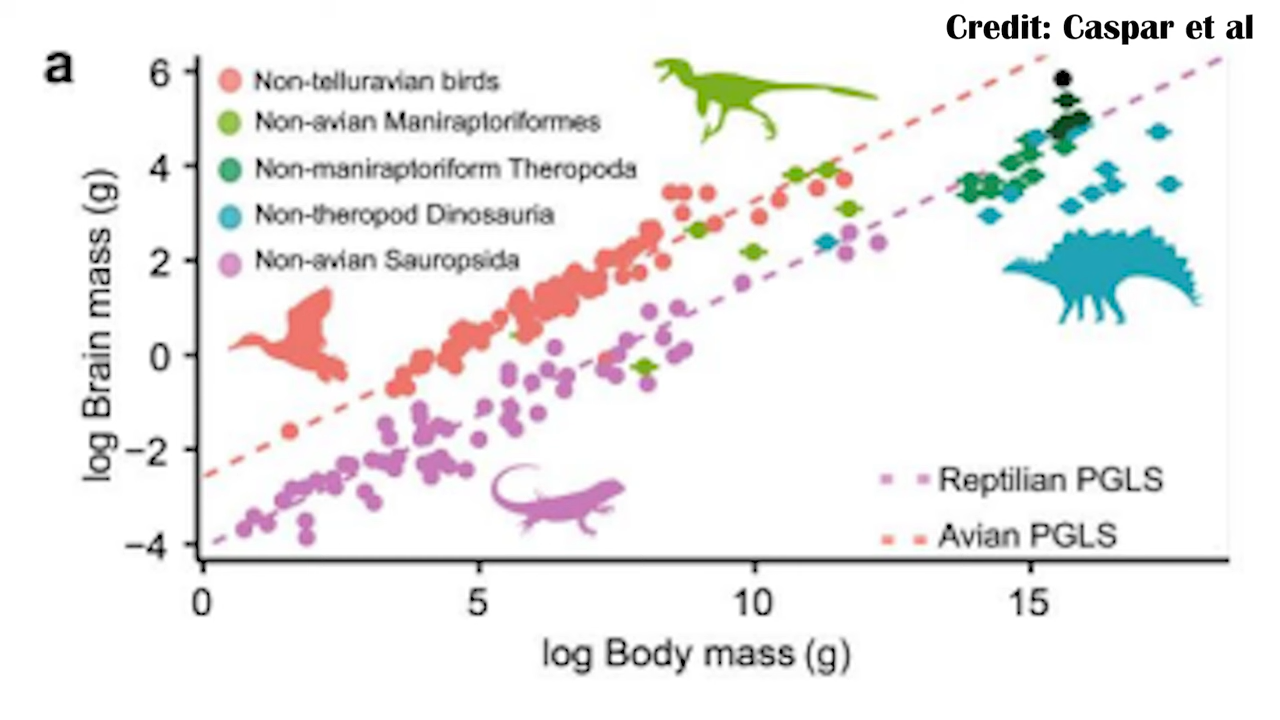 Credit: Caspar et al
a
6
4
2
0
−2
−4
log Brain mass (g)
Non-telluravian birds
Non-avian Maniraptoriformes
Non-maniraptoriform Theropoda
Non-theropod Dinosauria
Non-avian Sauropsida
Reptilian PGLS
Avian PGLS
0 5 10 15
log Body mass (g)